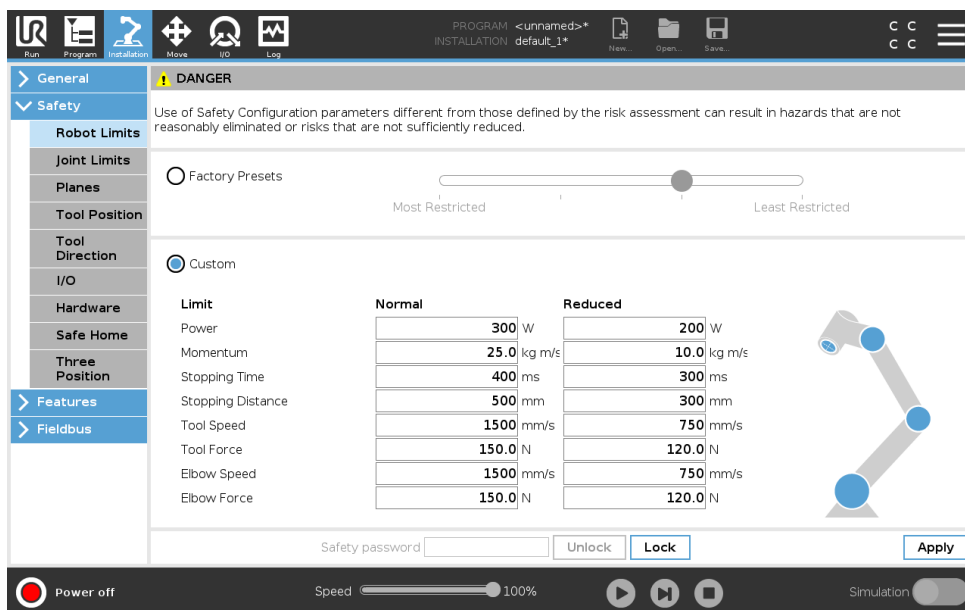 PROGRAM <unnamed>*
INSTALLATION default_1*
UR
Run Program Installation Move I/O Log New... Open... Save...
C C
C C
General
Safety
Robot Limits
Joint Limits
Planes
Tool Position
Tool
Direction
I/O
Hardware
Safe Home
Three
Position
Features
Fieldbus
DANGER
Use of Safety Configuration parameters different from those defined by the risk assessment can result in hazards that are not
reasonably eliminated or risks that are not sufficiently reduced.
Factory Presets
Most Restricted Least Restricted
Custom
Limit Normal Reduced
Power 300 W 200 W
Momentum 25.0 kg m/s 10.0 kg m/s
Stopping Time 400 ms 300 ms
Stopping Distance 500 mm 300 mm
Tool Speed 1500 mm/s 750 mm/s
Tool Force 150.0 N 120.0 N
Elbow Speed 1500 mm/s 750 mm/s
Elbow Force 150.0 N 120.0 N
Safety password Unlock Lock Apply
Power off Speed 100% Simulation